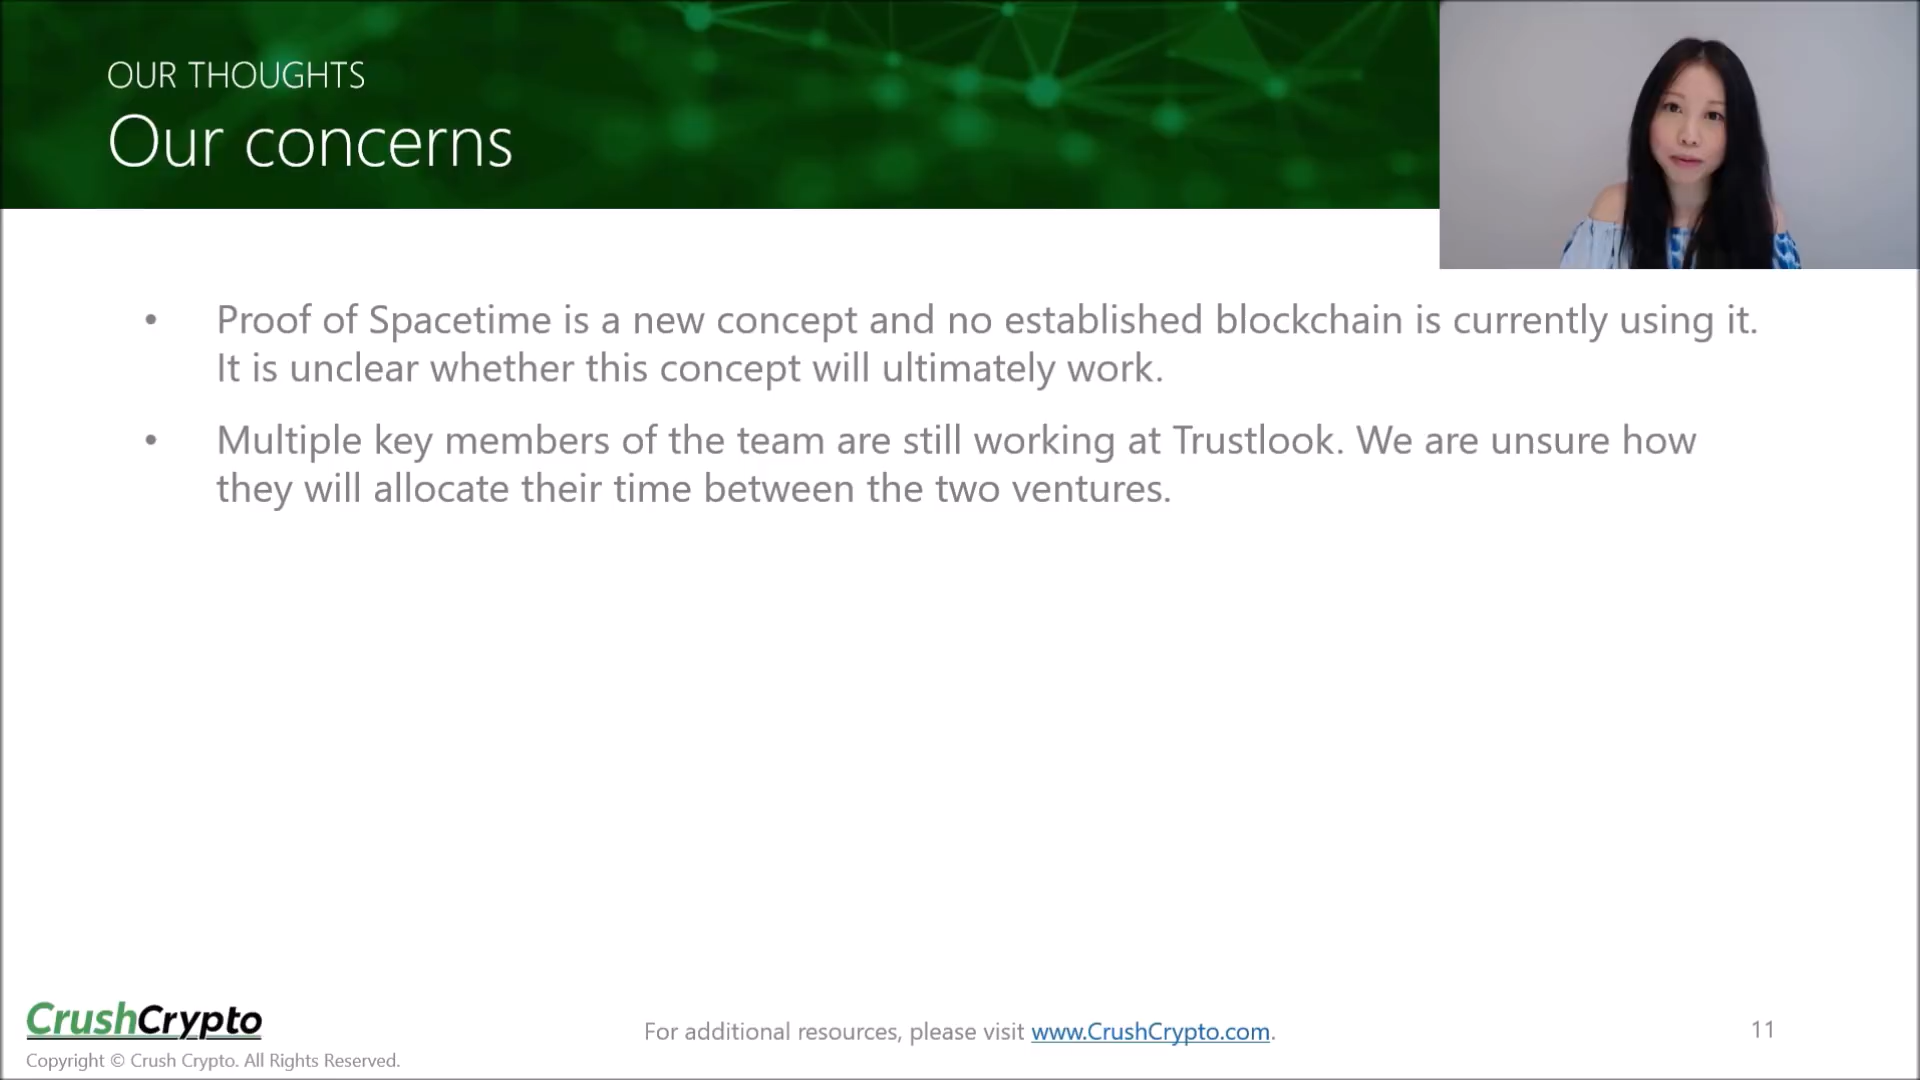 OUR THOUGHTS
Our concerns
• Proof of Spacetime is a new concept and no established blockchain is currently using it.
It is unclear whether this concept will ultimately work.
• Multiple key members of the team are still working at Trustlook. We are unsure how
they will allocate their time between the two ventures.
CrushCrypto
Copyright © Crush Crypto. All Rights Reserved.
For additional resources, please visit www.CrushCrypto.com.
11